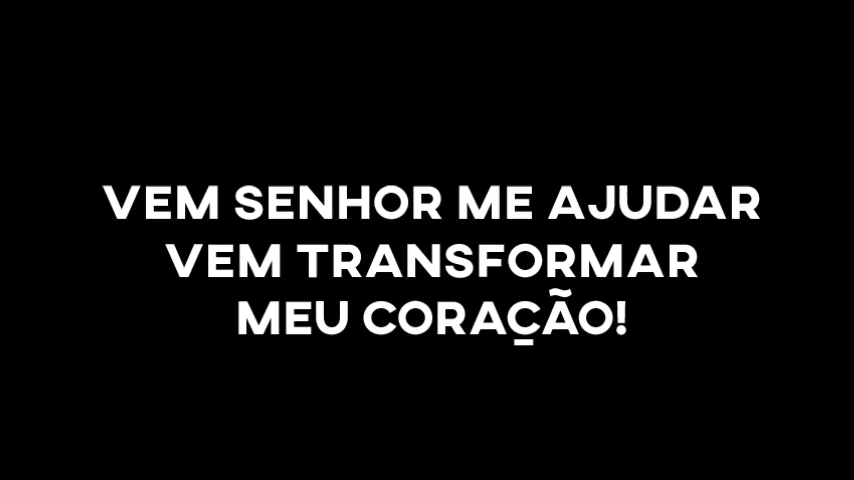 VEM SENHOR ME AJUDAR
VEM TRANSFORMAR
MEU CORAÇÃO!